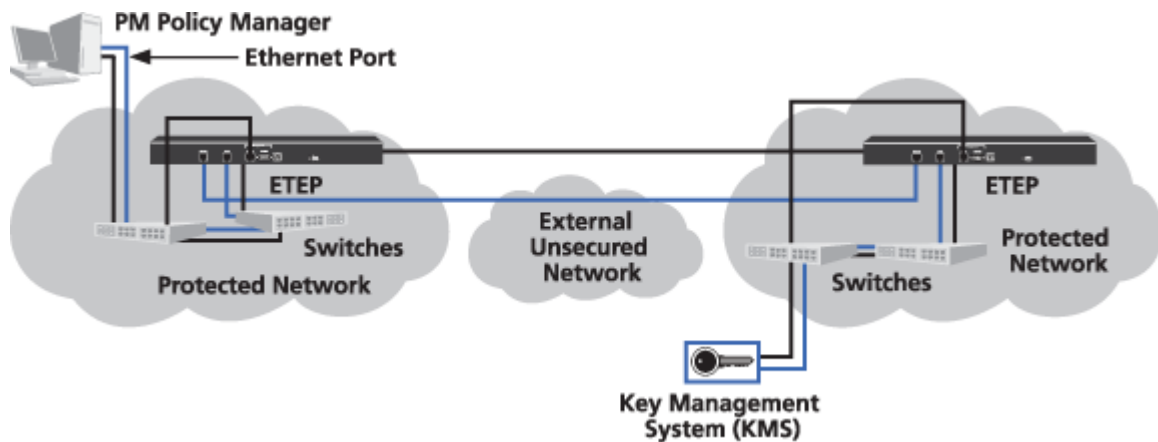 PM Policy Manager
Ethernet Port
ETEP
ETEP
External
Unsecured
Network
Switches
Protected Network
Protected
Network
Switches
Key Management
System (KMS)